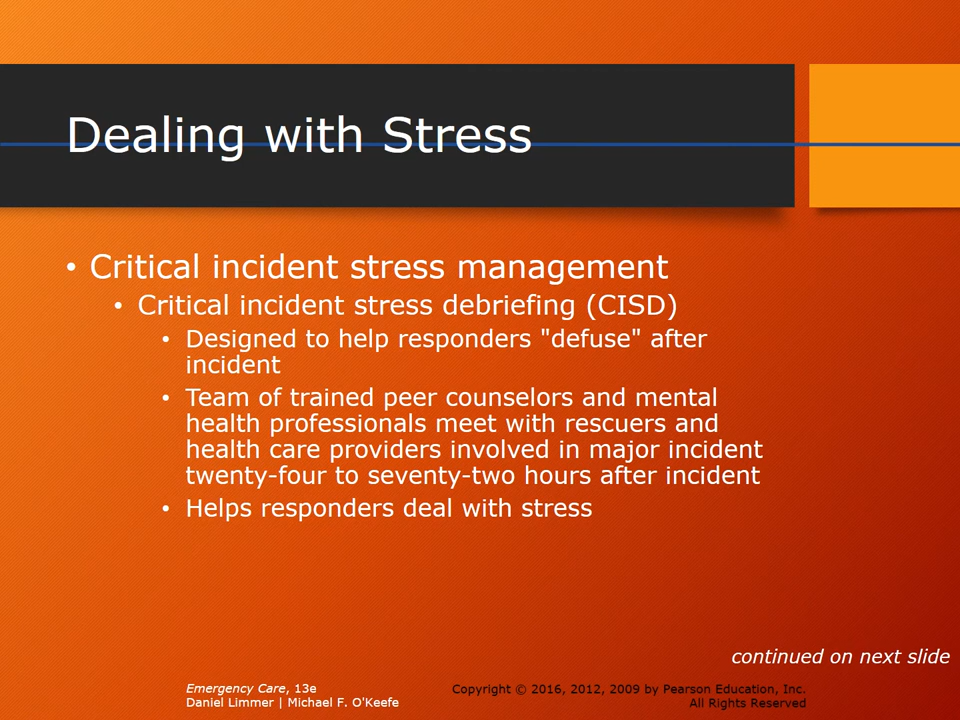 Dealing with Stress
• Critical incident stress management
• Critical incident stress debriefing (CISD)
• Designed to help responders "defuse" after
incident
• Team of trained peer counselors and mental
health professionals meet with rescuers and
health care providers involved in major incident
twenty-four to seventy-two hours after incident
• Helps responders deal with stress
continued on next slide
Emergency Care, 13e
Daniel Limmer | Michael F. O'Keefe
Copyright © 2016, 2012, 2009 by Pearson Education, Inc.
All Rights Reserved